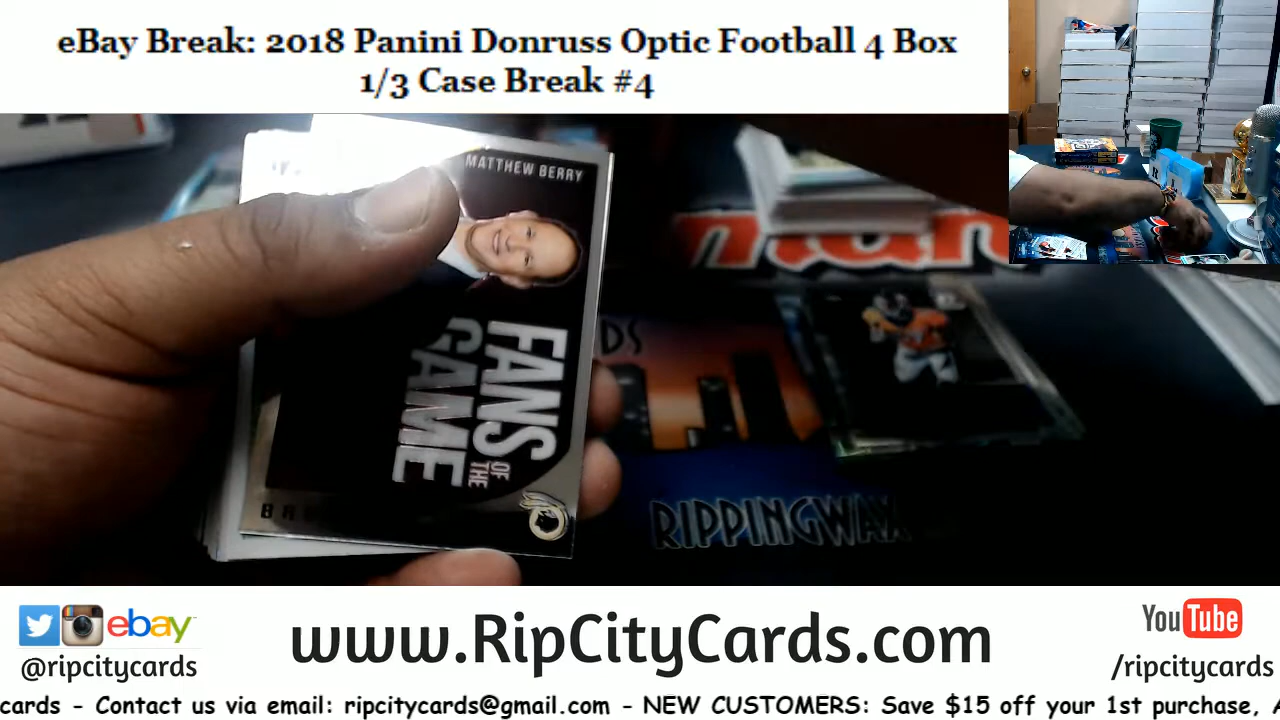 eBay Break: 2018 Panini Donruss Optic Football 4 Box
1/3 Case Break #4
MATTHEW BERRY
FANS
OF THE
GAME
RIPPINGWAX
ebay
@ripcitycards
www.RipCityCards.com
YouTube
/ripcitycards
cards - Contact us via email: ripcitycards@gmail.com - NEW CUSTOMERS: Save $15 off your 1st purchase,